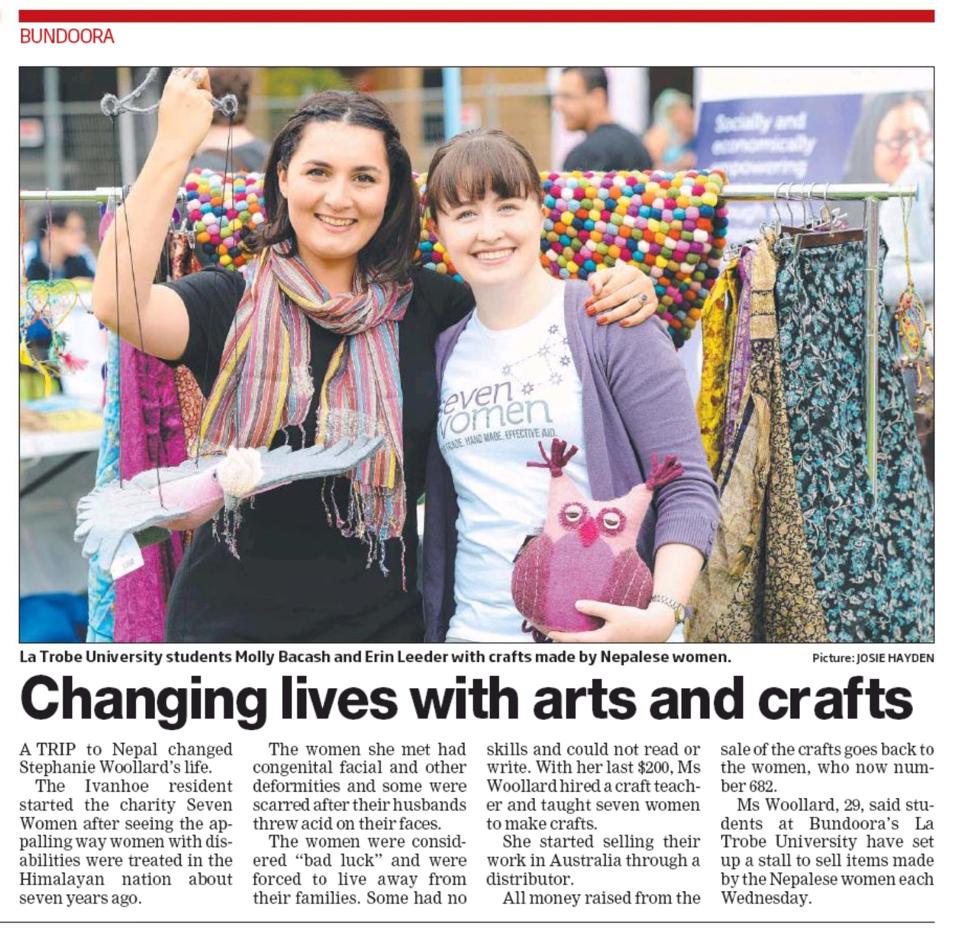 BUNDOORA
Socially and
economically
empowering
even
women
TRADE. HAND MADE. EFFECTIVE AID.
La Trobe University students Molly Bacash and Erin Leeder with crafts made by Nepalese women.
Picture: JOSIE HAYDEN
Changing lives with arts and crafts
A TRIP to Nepal changed
Stephanie Woollard's life.
The Ivanhoe resident
started the charity Seven
Women after seeing the ap-
palling way women with dis-
abilities were treated in the
Himalayan nation about
seven years ago.
The women she met had
congenital facial and other
deformities and some were
scarred after their husbands
threw acid on their faces.
The women were consid-
ered “bad luck” and were
forced to live away from
their families. Some had no
skills and could not read or
write. With her last $200, Ms
Woollard hired a craft teach-
er and taught seven women
to make crafts.
She started selling their
work in Australia through a
distributor.
All money raised from the
sale of the crafts goes back to
the women, who now num-
ber 682.
Ms Woollard, 29, said stu-
dents at Bundoora's La
Trobe University have set
up a stall to sell items made
by the Nepalese women each
Wednesday.